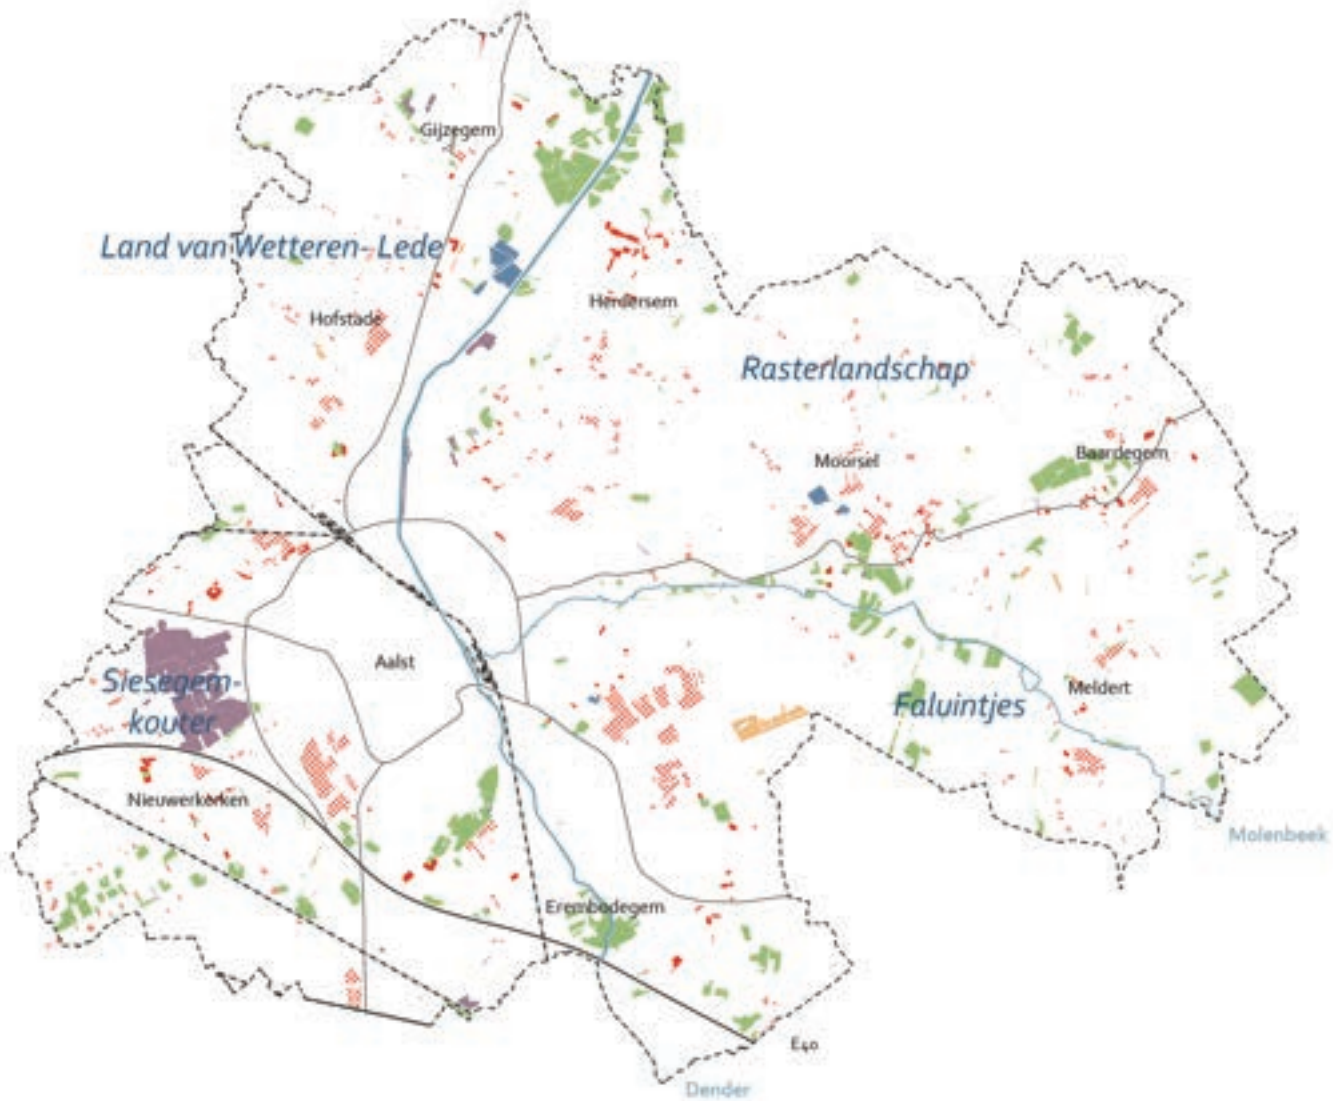 Gijzegem
Land van Wetteren- Lede
Herdersem
Hofstade
Rasterlandschap
Baardegem
Moorsel
Aalst
Siesegem-
kouter
Meldert
Faluintjes
Nieuwerkerken
Molenbeek
Erembodegem
E40
Dender